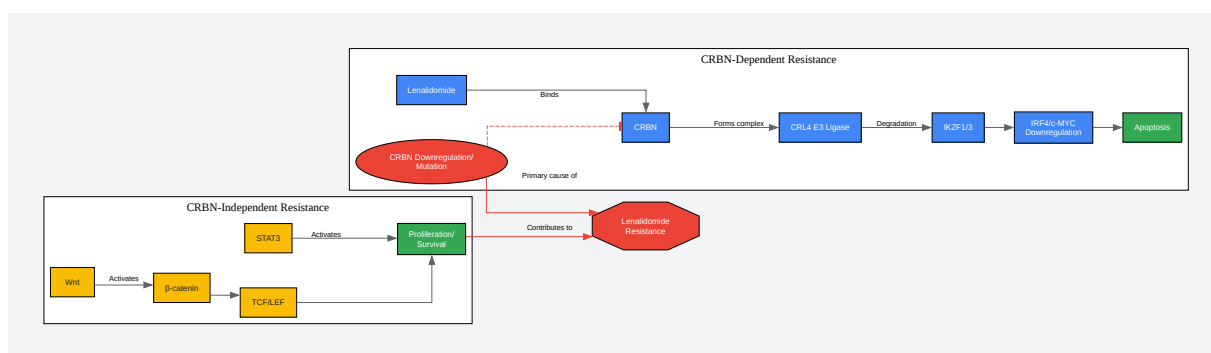 CRBN-Dependent Resistance
Lenalidomide
Binds
CRBN
Forms complex
CRL4 E3 Ligase
Degradation
IKZF1/3
IRF4/c-MYC
Downregulation
Apoptosis
CRBN Downregulation/
Mutation
Primary cause of
CRBN-Independent Resistance
STAT3
Activates
Proliferation/
Survival
Contributes to
Lenalidomide
Resistance
Wnt
Activates
β-catenin
TCF/LEF